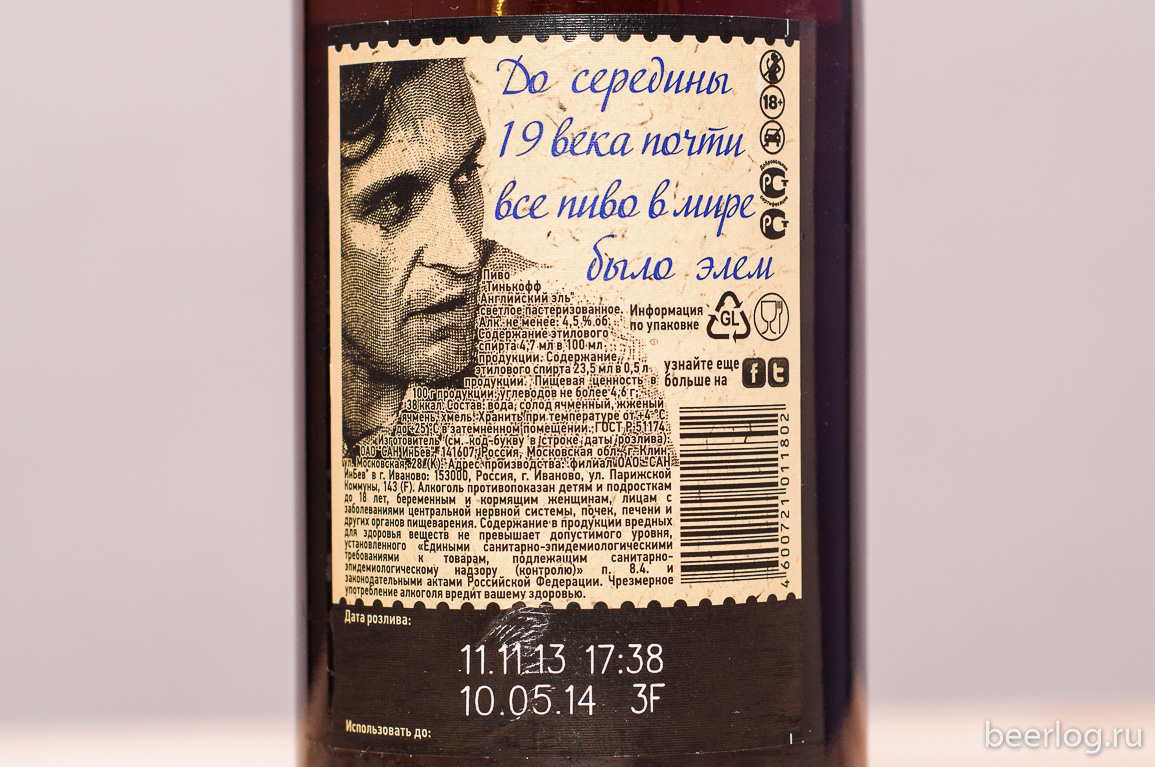 До середины
19 века почти
все пиво в мире
было элем
18+
Добровольная
сертификация
Пиво
"Тинькофф
Английский эль"
светлое пастеризованное.
Алк. не менее: 4,5 % об.
Содержание этилового
спирта 4,7 мл в 100 мл
продукции. Содержание
этилового спирта 23,5 мл в 0,5 л
продукции. Пищевая ценность в
100 г продукции: углеводов не более 4,6 г;
38 ккал. Состав: вода, солод ячменный, жженый
ячмень, хмель. Хранить при температуре от +4°С
до +25°С в затемнённом помещении. ГОСТ Р 51174
Изготовитель (см. код-букву в строке даты розлива):
ОАО "САН ИнБев", 141607, Россия, Московская обл., г. Клин,
ул. Московская, 28 (К). Адрес производства: филиал ОАО "САН
ИнБев" в г. Иваново: 153000, Россия, г. Иваново, ул. Парижской
Коммуны, 143 (F). Алкоголь противопоказан детям и подросткам
до 18 лет, беременным и кормящим женщинам, лицам с
заболеваниями центральной нервной системы, почек, печени и
других органов пищеварения. Содержание в продукции вредных
для здоровья веществ не превышает допустимого уровня,
установленного «Едиными санитарно-эпидемиологическими
требованиями к товарам, подлежащим санитарно-
эпидемиологическому надзору (контролю)» п. 8.4. и
законодательными актами Российской Федерации. Чрезмерное
употребление алкоголя вредит вашему здоровью.
Информация
по упаковке
GL
узнайте еще
больше на
f t
4 600721 011802
Дата розлива:
11.11.13 17:38
10.05.14 3F
Использовать до:
beerlog.ru